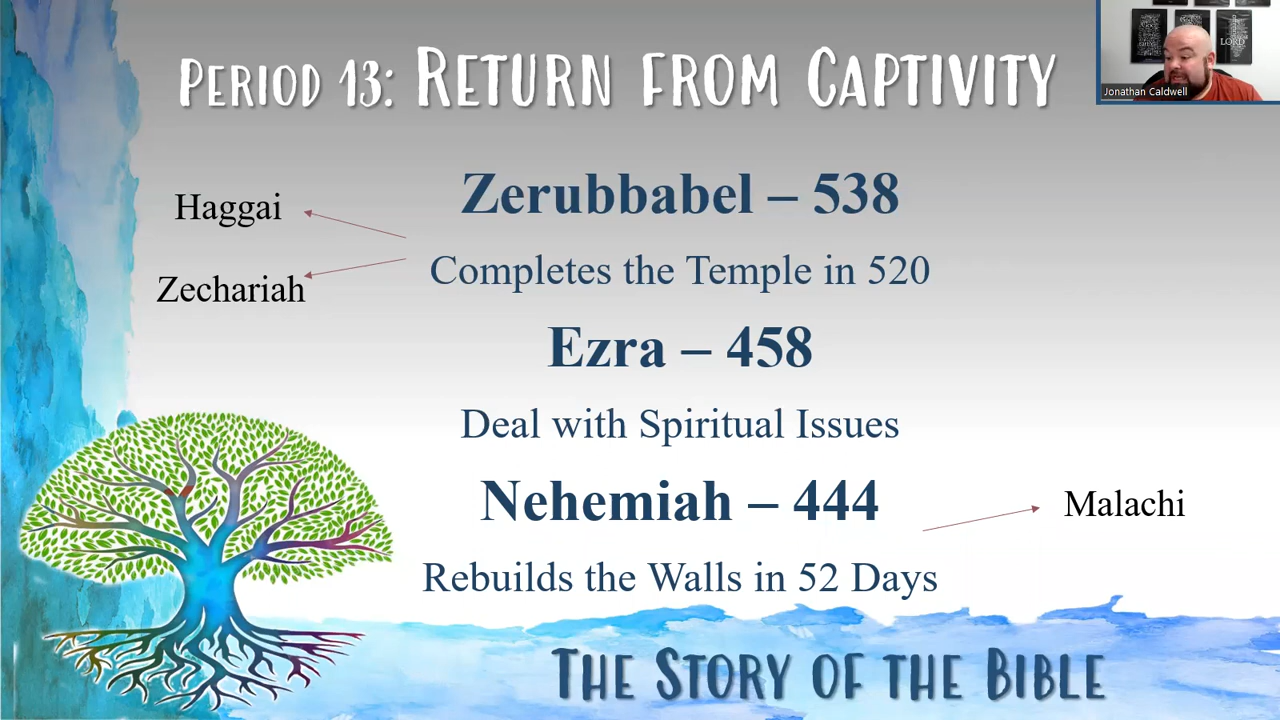 Period 13: Return from Captivity
LORD
Jonathan Caldwell
Zerubbabel – 538
Haggai
Completes the Temple in 520
Zechariah
Ezra – 458
Deal with Spiritual Issues
Nehemiah – 444
Malachi
Rebuilds the Walls in 52 Days
The Story of the Bible